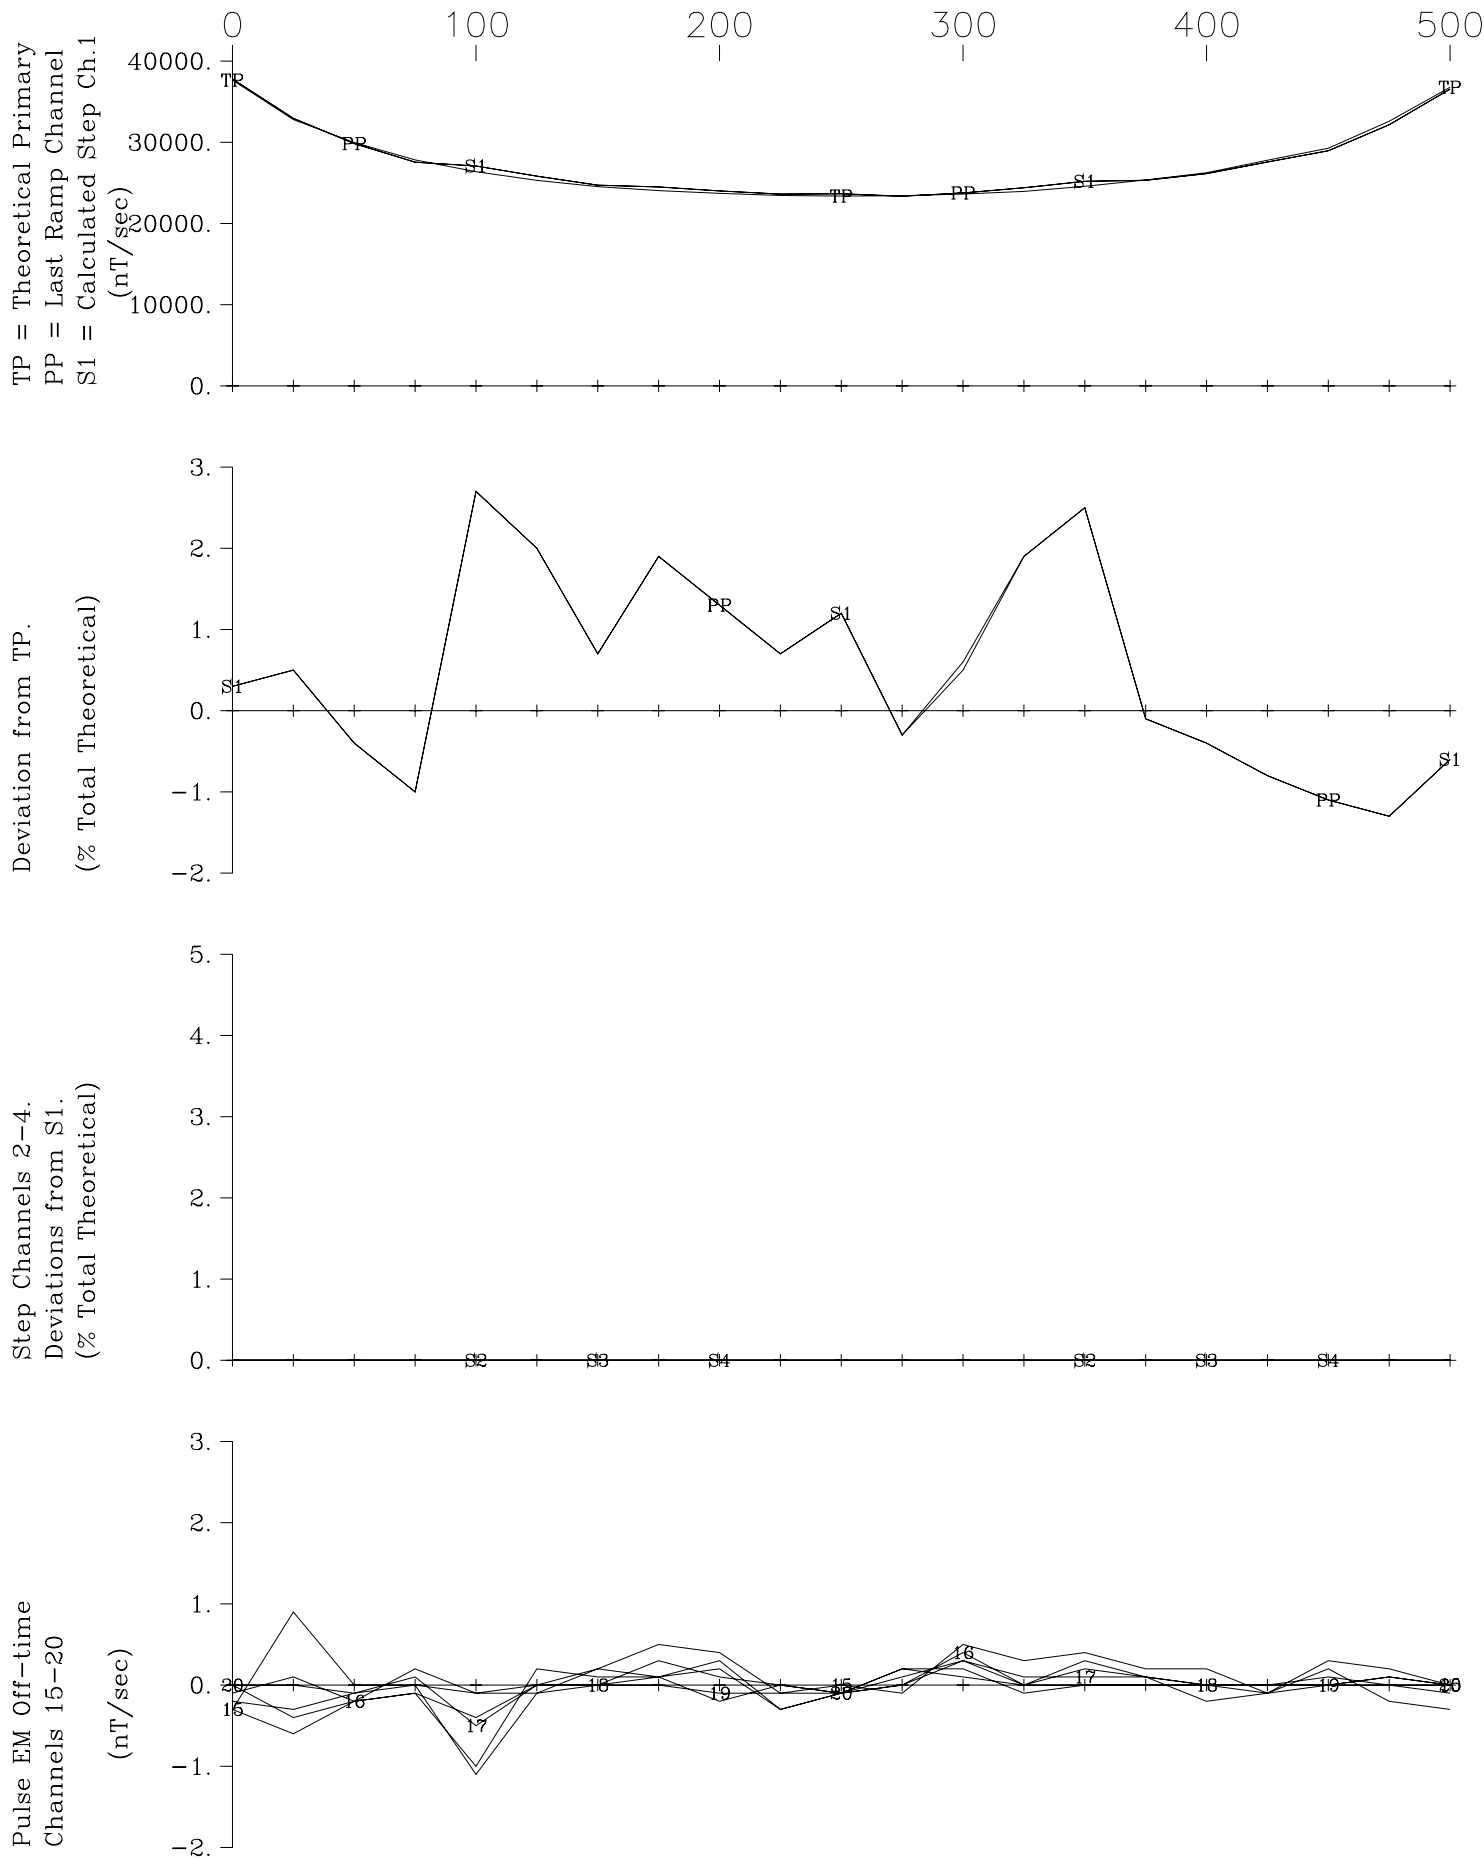 0 100 200 300 400 500
TP = Theoretical Primary
PP = Last Ramp Channel
S1 = Calculated Step Ch.1
(nT/sec)
40000.
30000.
20000.
10000.
0.
TP PP S1 TP PP S1 TP
Deviation from TP.
(% Total Theoretical)
3.
2.
1.
0.
-1.
-2.
S1 PP S1 PP S1
Step Channels 2-4.
Deviations from S1.
(% Total Theoretical)
5.
4.
3.
2.
1.
0.
S2 S3 S4 S2 S3 S4
Pulse EM Off-time
Channels 15-20
(nT/sec)
3.
2.
1.
0.
-1.
-2.
20 15 16 17 18 19 15 20 16 17 18 19